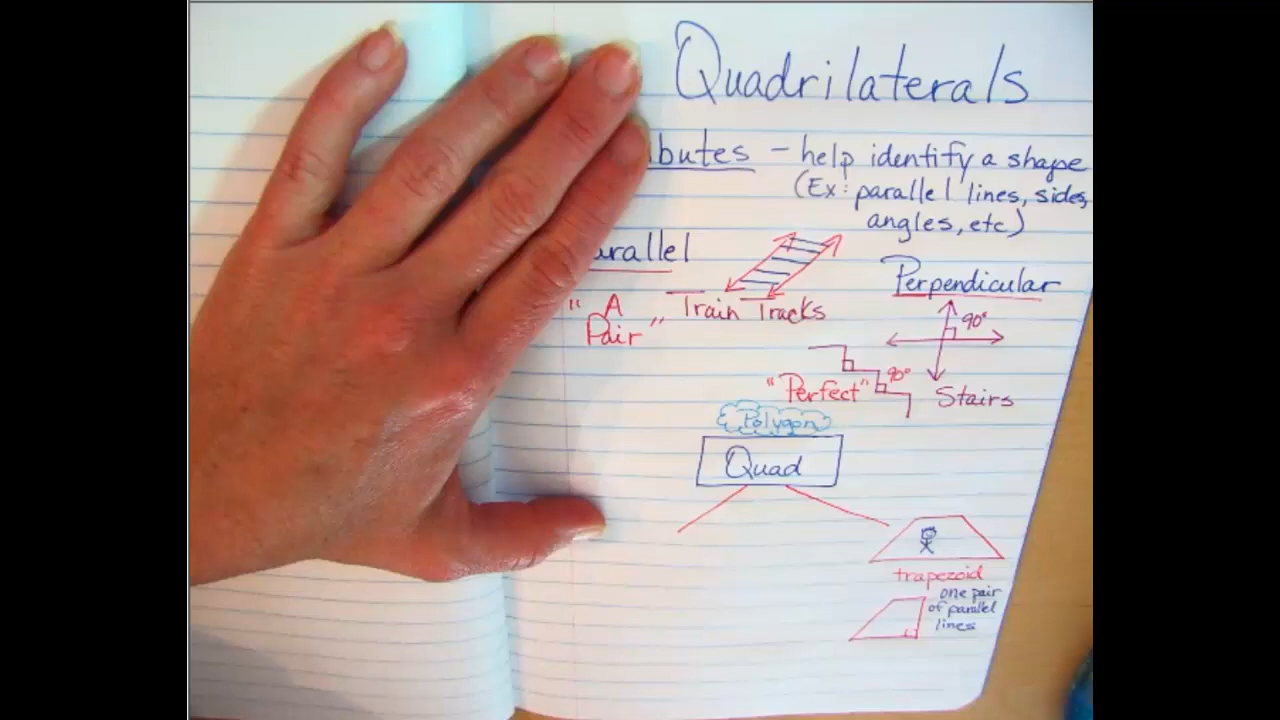 Quadrilaterals
butes - help identify a shape
(Ex: parallel lines, sides,
angles, etc.)
arallel
Perpendicular
"A Pair"
Train Tracks
90°
"Perfect"
90°
Stairs
Polygon
Quad
trapezoid
one pair
of parallel
lines